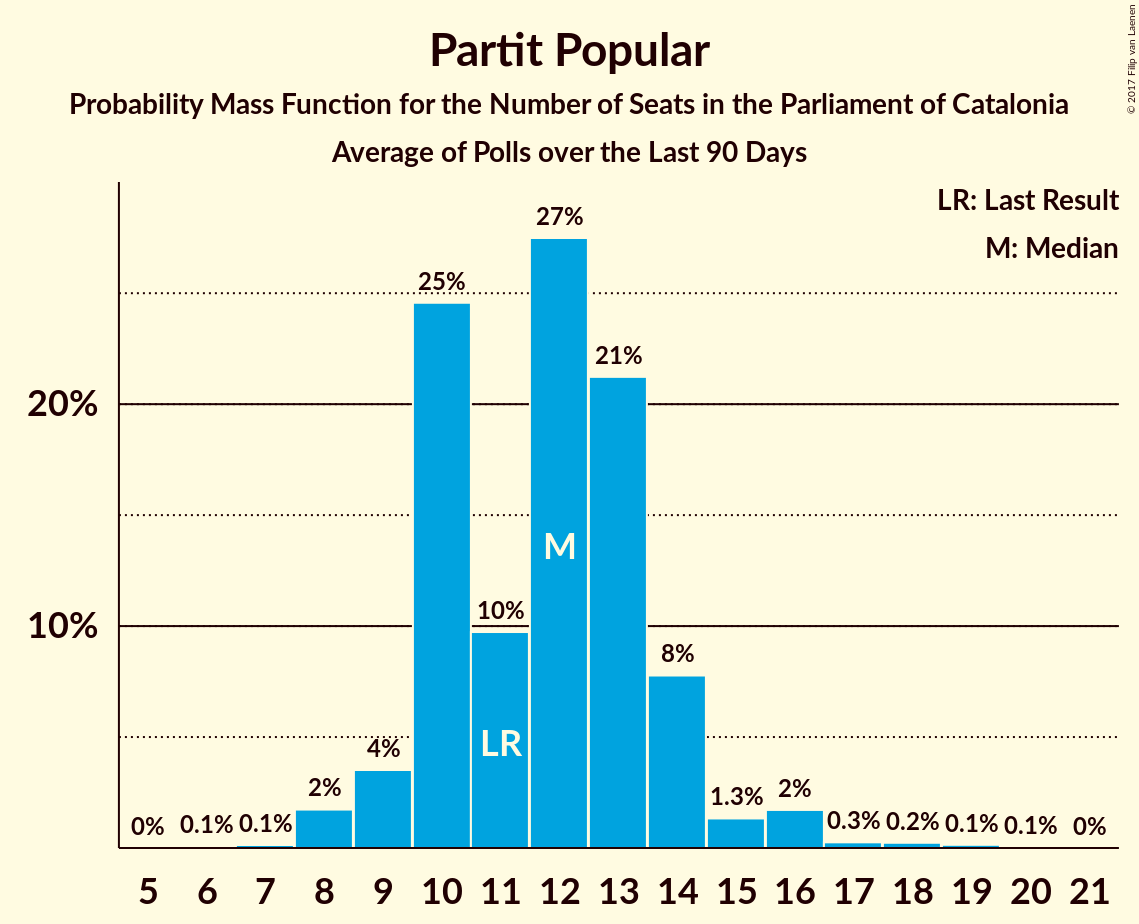 Partit Popular
Probability Mass Function for the Number of Seats in the Parliament of Catalonia
Average of Polls over the Last 90 Days
© 2017 Filip van Laenen
LR: Last Result
M: Median
27%
25%
21%
20%
M
10%
10%
8%
LR
4%
2%
2%
1.3%
0% 0.1% 0.1% 0.3% 0.2% 0.1% 0.1% 0%
5 6 7 8 9 10 11 12 13 14 15 16 17 18 19 20 21